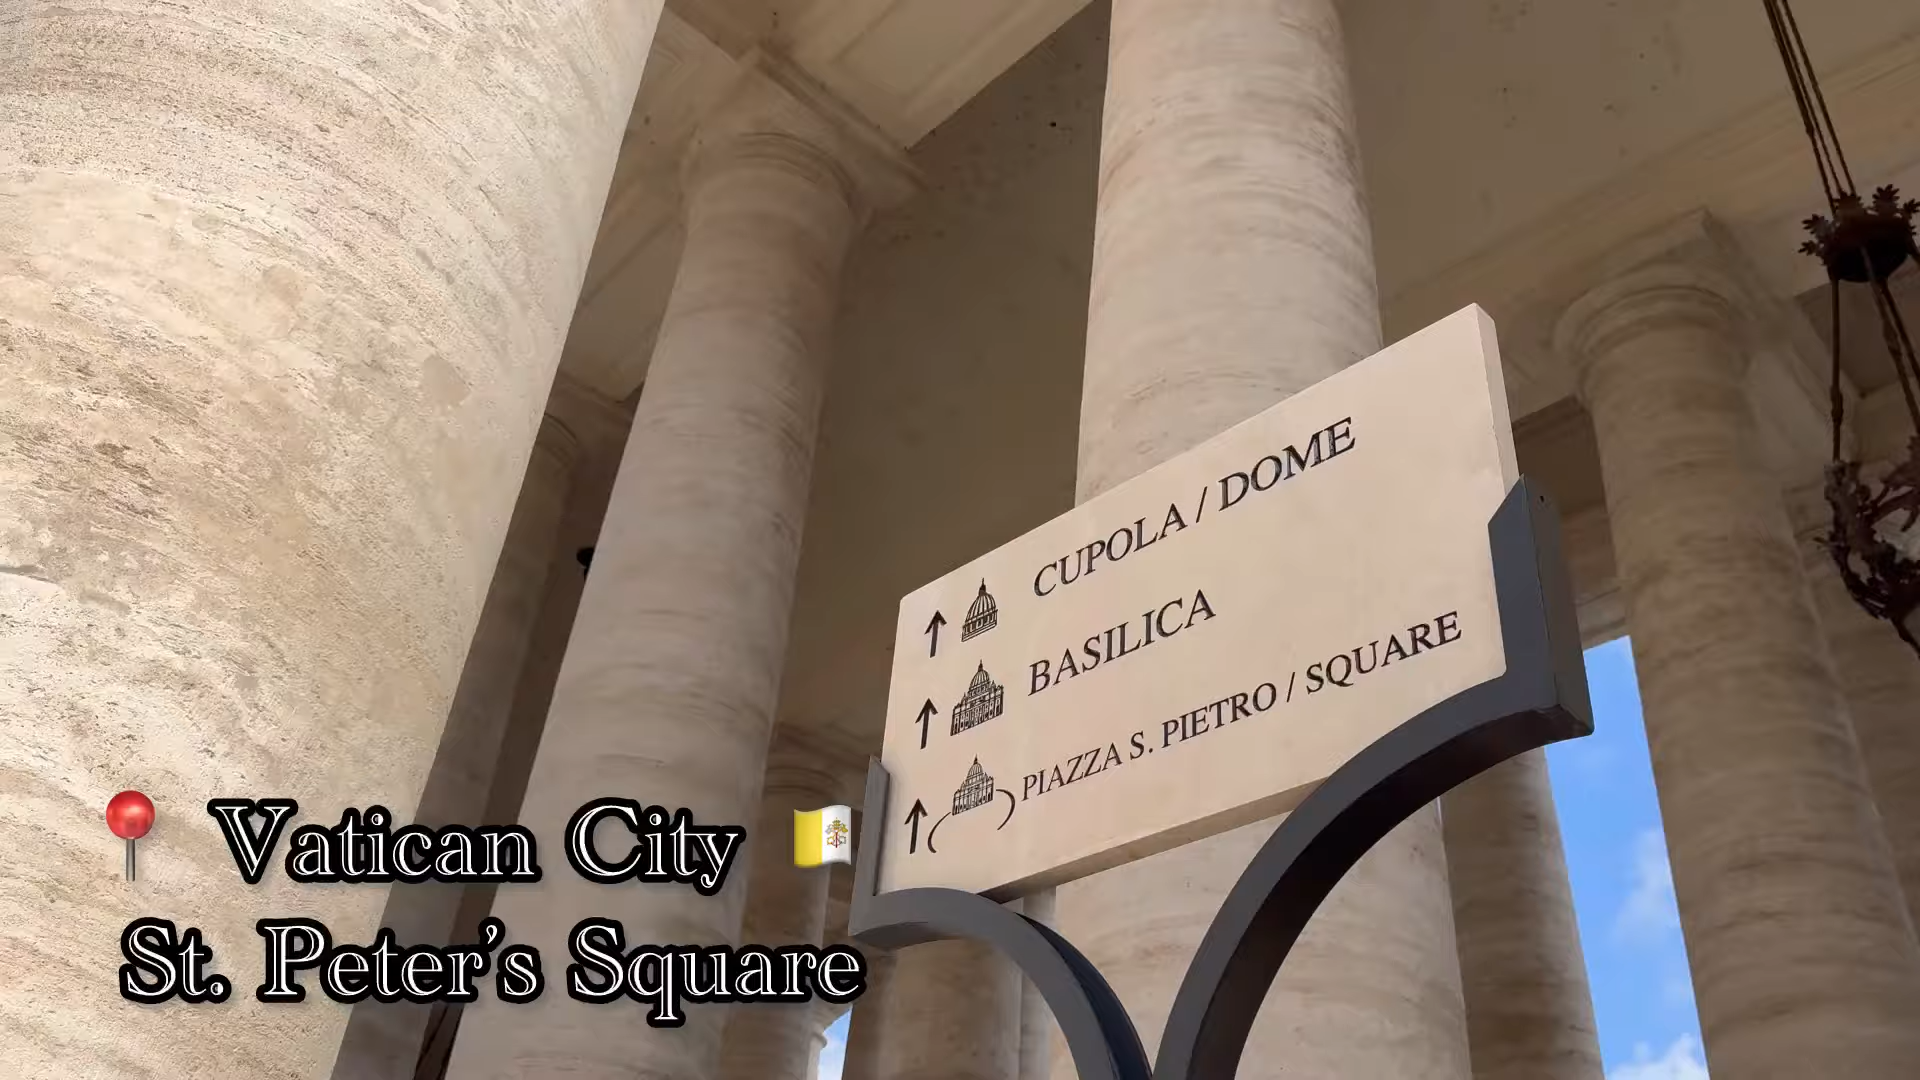 CUPOLA / DOME
BASILICA
PIAZZA S. PIETRO / SQUARE
Vatican City
St. Peter's Square